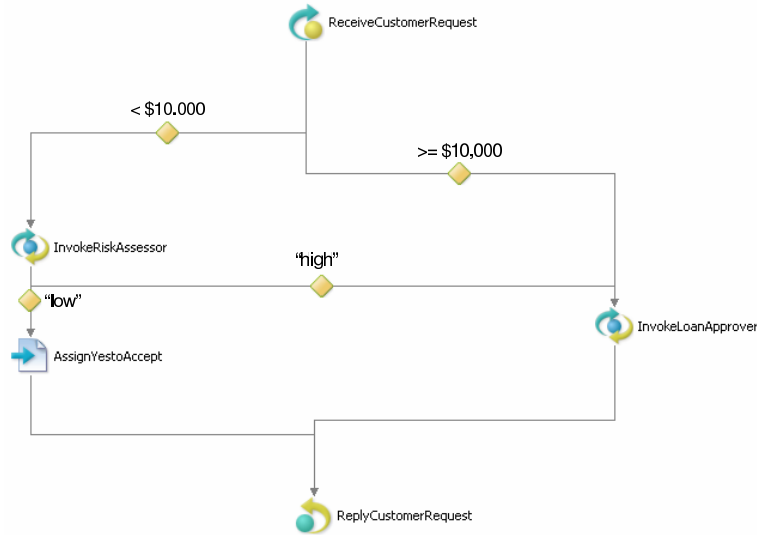 ReceiveCustomerRequest
< $10.000
>= $10,000
InvokeRiskAssessor
“high”
“low”
InvokeLoanApprover
AssignYestoAccept
ReplyCustomerRequest